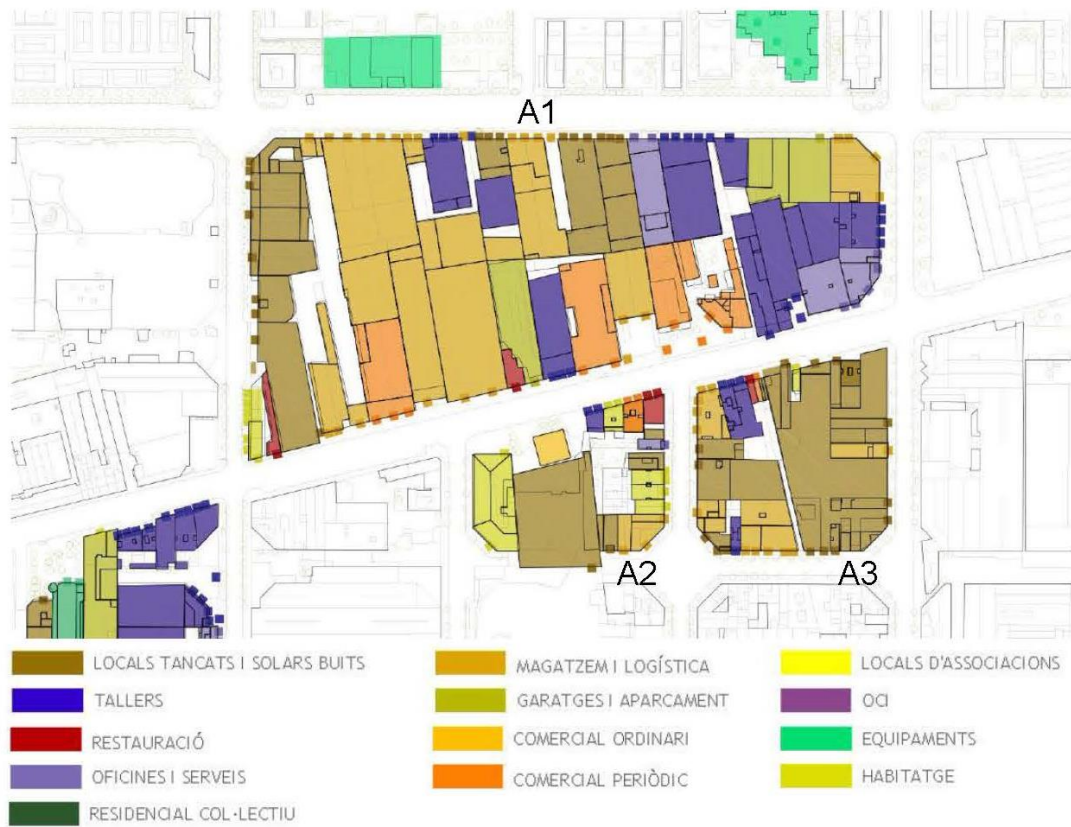 A1
A2
A3
LOCALS TANCATS I SOLARS BUITS
TALLERS
RESTAURACIÓ
OFICINES I SERVEIS
RESIDENCIAL COL·LECTIU
MAGATZEM I LOGÍSTICA
GARATGES I APARCAMENT
COMERCIAL ORDINARI
COMERCIAL PERIÒDIC
LOCALS D'ASSOCIACIONS
OCI
EQUIPAMENTS
HABITATGE